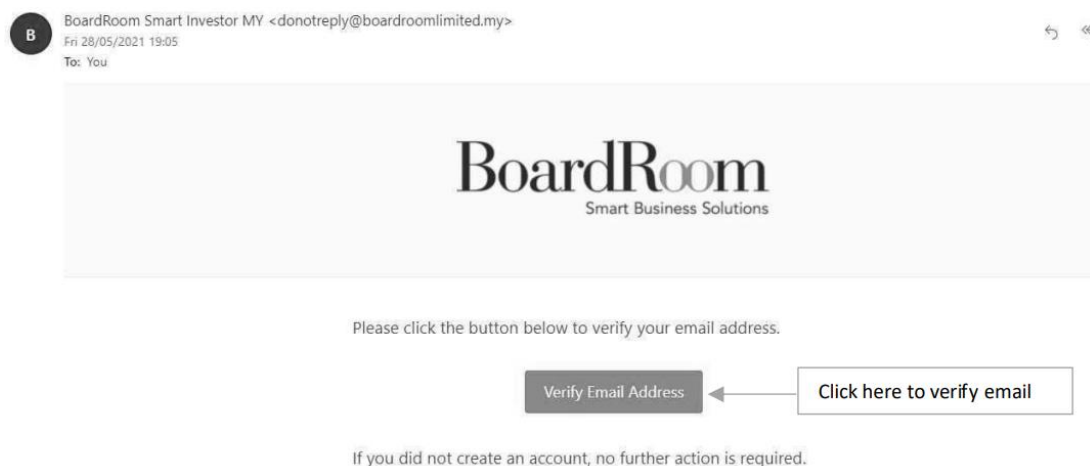 B
BoardRoom Smart Investor MY <donotreply@boardroomlimited.my>
Fri 28/05/2021 19:05
To: You
BoardRoom
Smart Business Solutions
Please click the button below to verify your email address.
Verify Email Address
Click here to verify email
If you did not create an account, no further action is required.